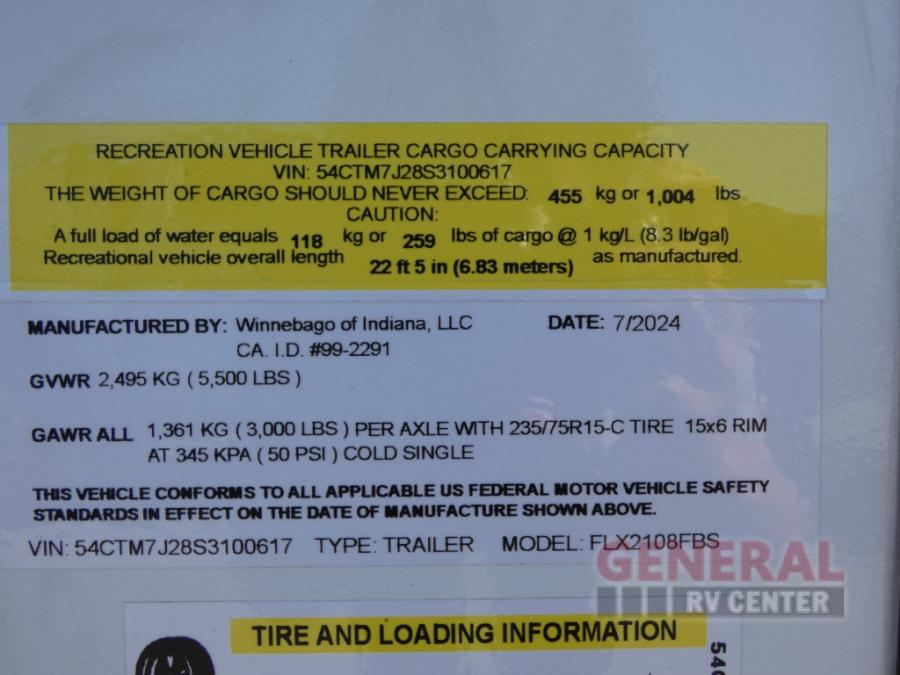 RECREATION VEHICLE TRAILER CARGO CARRYING CAPACITY
VIN: 54CTM7J28S3100617
THE WEIGHT OF CARGO SHOULD NEVER EXCEED: 455 kg or 1,004 lbs
CAUTION:
A full load of water equals 118 kg or 259 lbs of cargo @ 1 kg/L (8.3 lb/gal)
Recreational vehicle overall length 22 ft 5 in (6.83 meters) as manufactured.
MANUFACTURED BY: Winnebago of Indiana, LLC DATE: 7/2024
CA. I.D. #99-2291
GVWR 2,495 KG ( 5,500 LBS )
GAWR ALL 1,361 KG ( 3,000 LBS ) PER AXLE WITH 235/75R15-C TIRE 15x6 RIM
AT 345 KPA ( 50 PSI ) COLD SINGLE
THIS VEHICLE CONFORMS TO ALL APPLICABLE US FEDERAL MOTOR VEHICLE SAFETY
STANDARDS IN EFFECT ON THE DATE OF MANUFACTURE SHOWN ABOVE.
VIN: 54CTM7J28S3100617 TYPE: TRAILER MODEL: FLX2108FBS
GENERAL
RV CENTER
TIRE AND LOADING INFORMATION